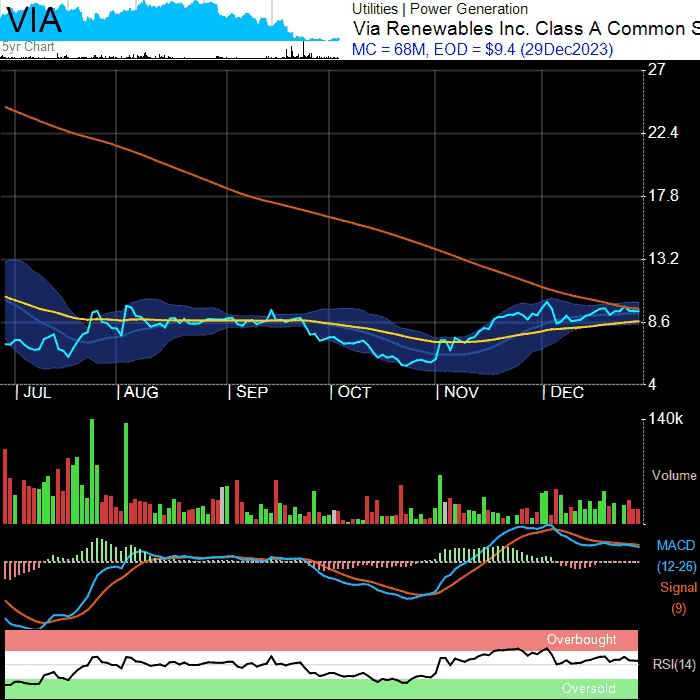 VIA
5yr Chart
Utilities | Power Generation
Via Renewables Inc. Class A Common S
MC = 68M, EOD = $9.4 (29Dec2023)
27
22.4
17.8
13.2
8.6
4
JUL
AUG
SEP
OCT
NOV
DEC
140k
Volume
MACD
(12-26)
Signal
(9)
Overbought
RSI(14)
Oversold